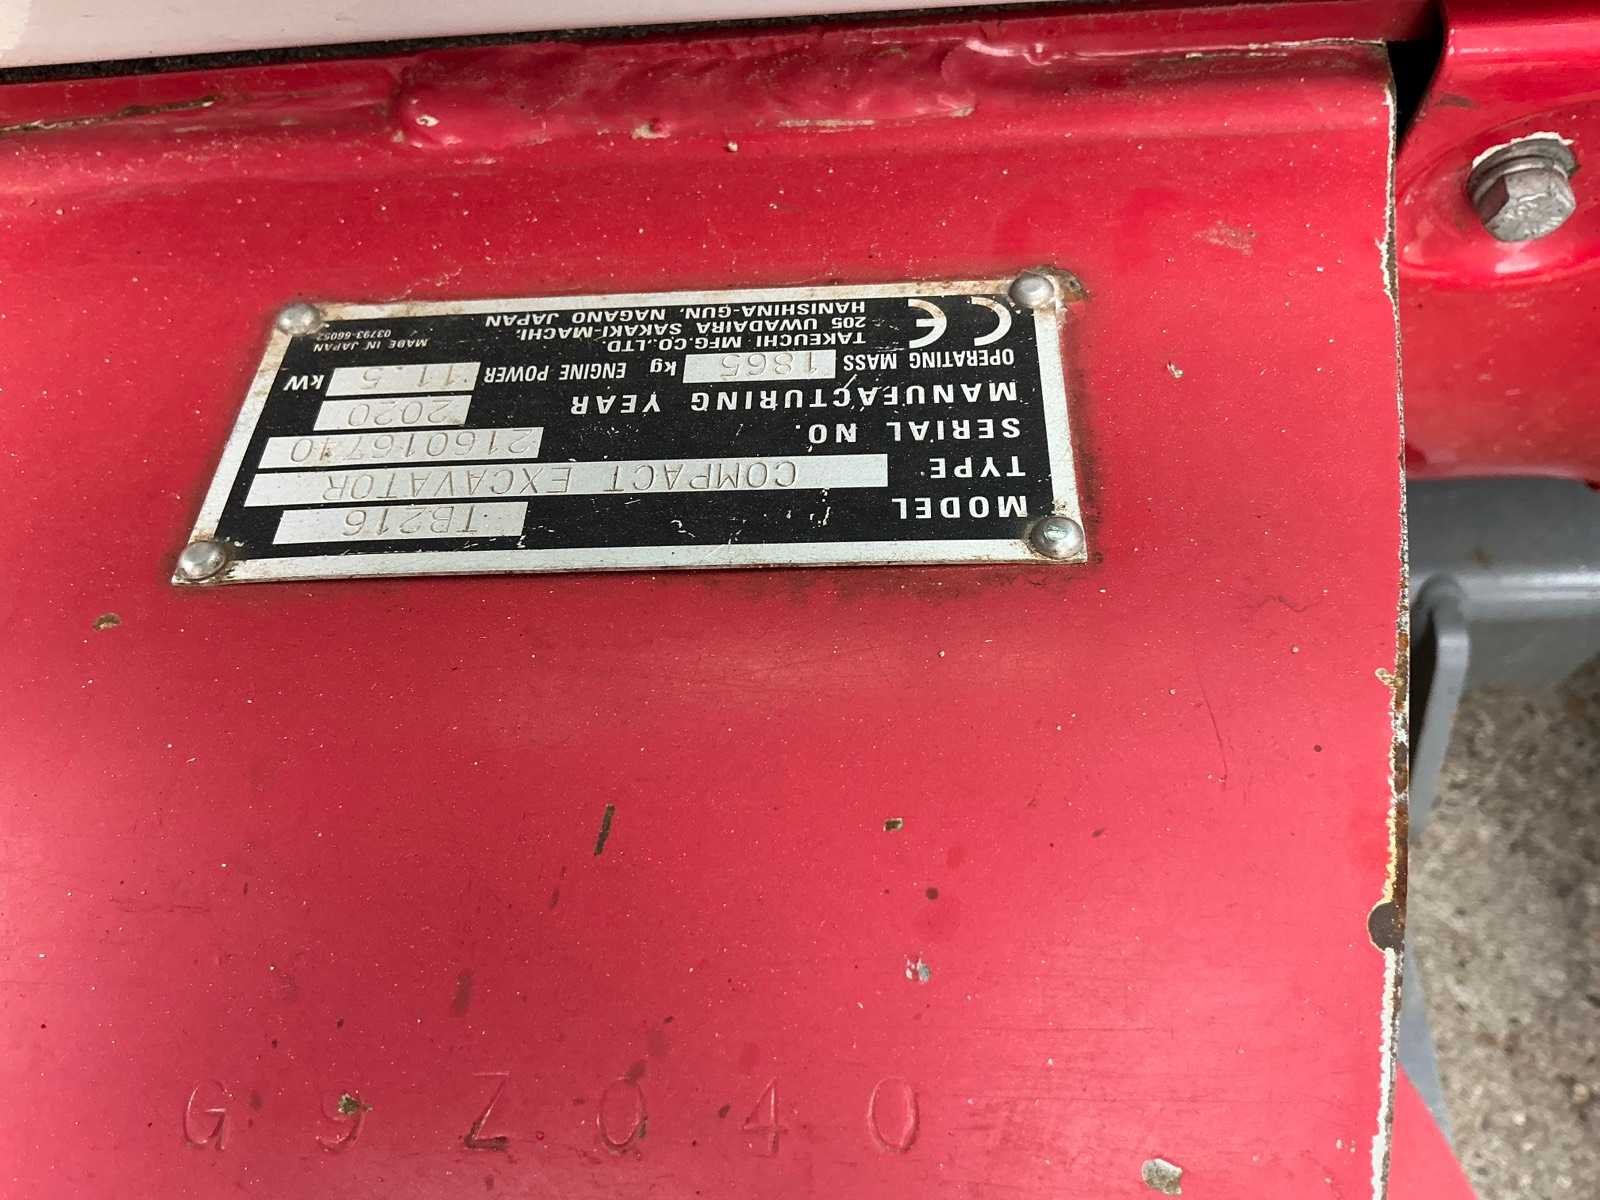 MODEL TB216
TYPE COMPACT EXCAVATOR
SERIAL NO. 216016740
MANUFACTURING YEAR 2020
OPERATING MASS 1865 kg ENGINE POWER 11.5 kW
CE
TAKEUCHI MFG.CO.,LTD.
205 UWADAIRA SAKAKI-MACHI.
HANISHINA-GUN, NAGANO JAPAN
MADE IN JAPAN
03793-66052
G9Z040